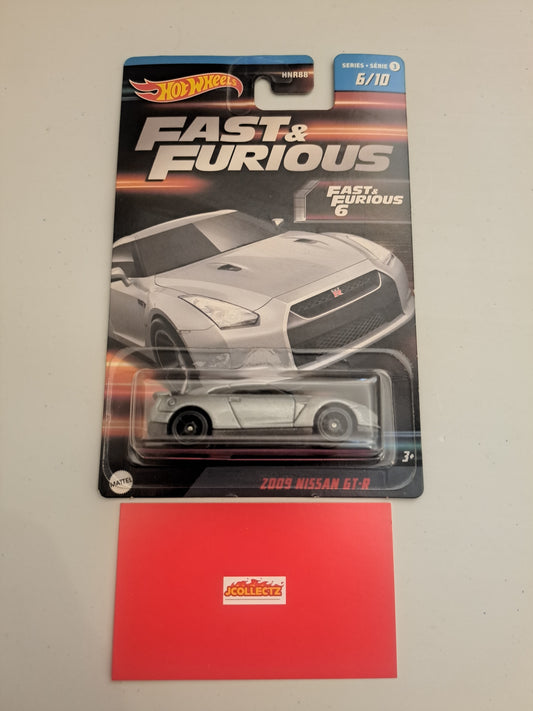 HOT WHEELS
HNR88
SERIES • SÉRIE 3
6/10
FAST &
FURIOUS
FAST &
FURIOUS
6
MATTEL
2009 NISSAN GT-R
3+
JCOLLECTZ